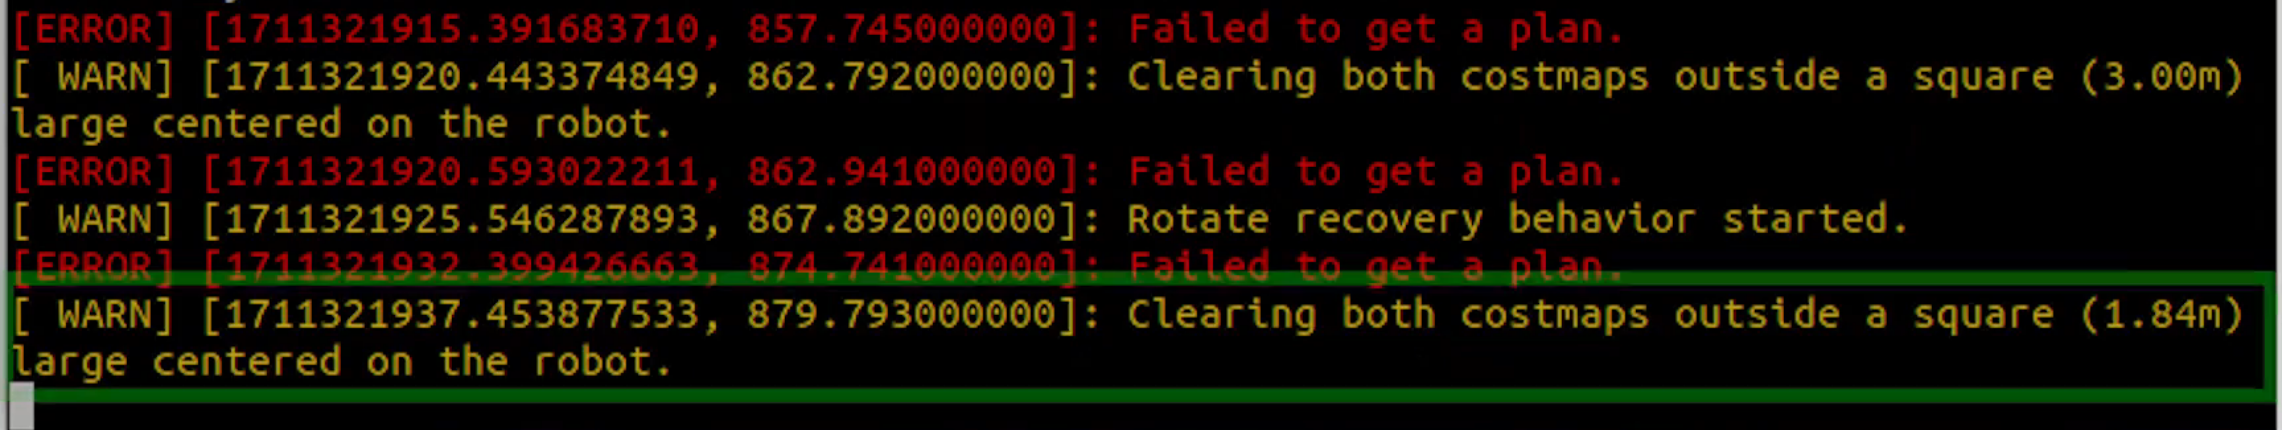 [ERROR] [1711321915.391683710, 857.745000000]: Failed to get a plan.
[ WARN] [1711321920.443374849, 862.792000000]: Clearing both costmaps outside a square (3.00m)
large centered on the robot.
[ERROR] [1711321920.593022211, 862.941000000]: Failed to get a plan.
[ WARN] [1711321925.546287893, 867.892000000]: Rotate recovery behavior started.
[ERROR] [1711321932.399426663, 874.741000000]: Failed to get a plan.
[ WARN] [1711321937.453877533, 879.793000000]: Clearing both costmaps outside a square (1.84m)
large centered on the robot.